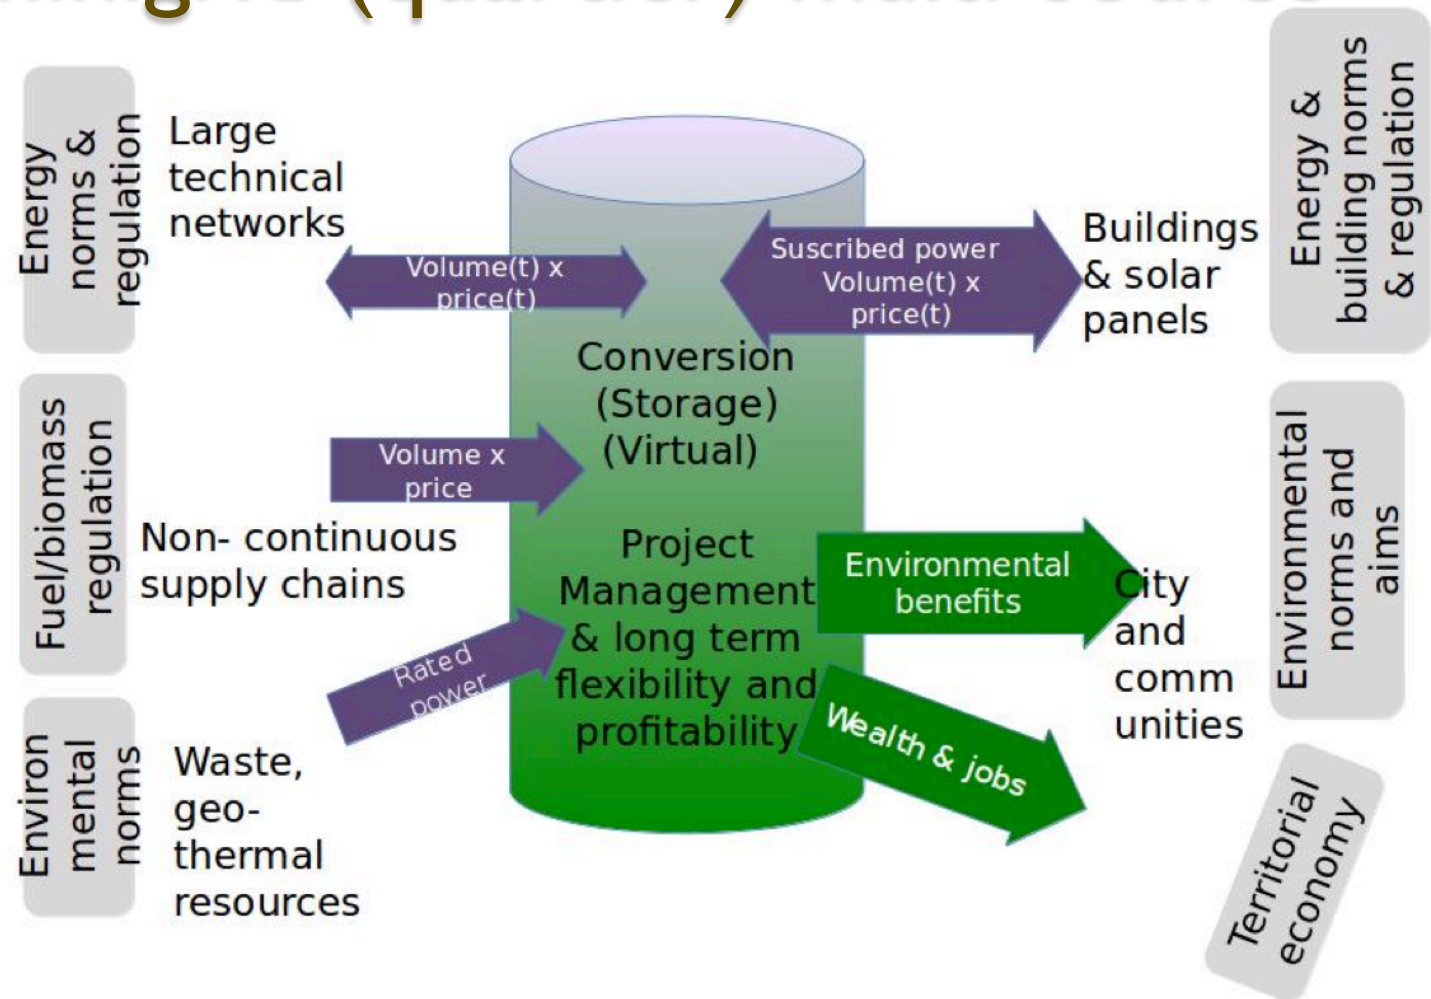 (quartier) multi-source
Energy
norms &
regulation
Large
technical
networks
Volume(t) x
price(t)
Suscribed power
Volume(t) x
price(t)
Buildings
& solar
panels
Energy &
building norms
& regulation
Conversion
(Storage)
(Virtual)
Fuel/biomass
regulation
Volume x
price
Non- continuous
supply chains
Project
Management
& long term
flexibility and
profitability
Environmental
benefits
City
and
comm
unities
Environmental
norms and
aims
Rated
power
Wealth & jobs
Environ
mental
norms
Waste,
geo-
thermal
resources
Territorial
economy